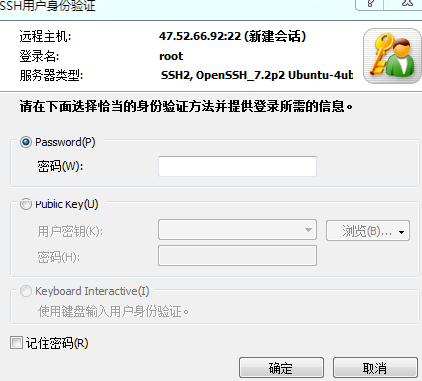 SSH用户身份验证
远程主机: 47.52.66.92:22 (新建会话)
登录名: root
服务器类型: SSH2, OpenSSH_7.2p2 Ubuntu-4ub
请在下面选择恰当的身份验证方法并提供登录所需的信息。
Password(P)
密码(W):
Public Key(U)
用户密钥(K): 浏览(B)...
密码(H):
Keyboard Interactive(I)
使用键盘输入用户身份验证。
记住密码(R)
确定 取消